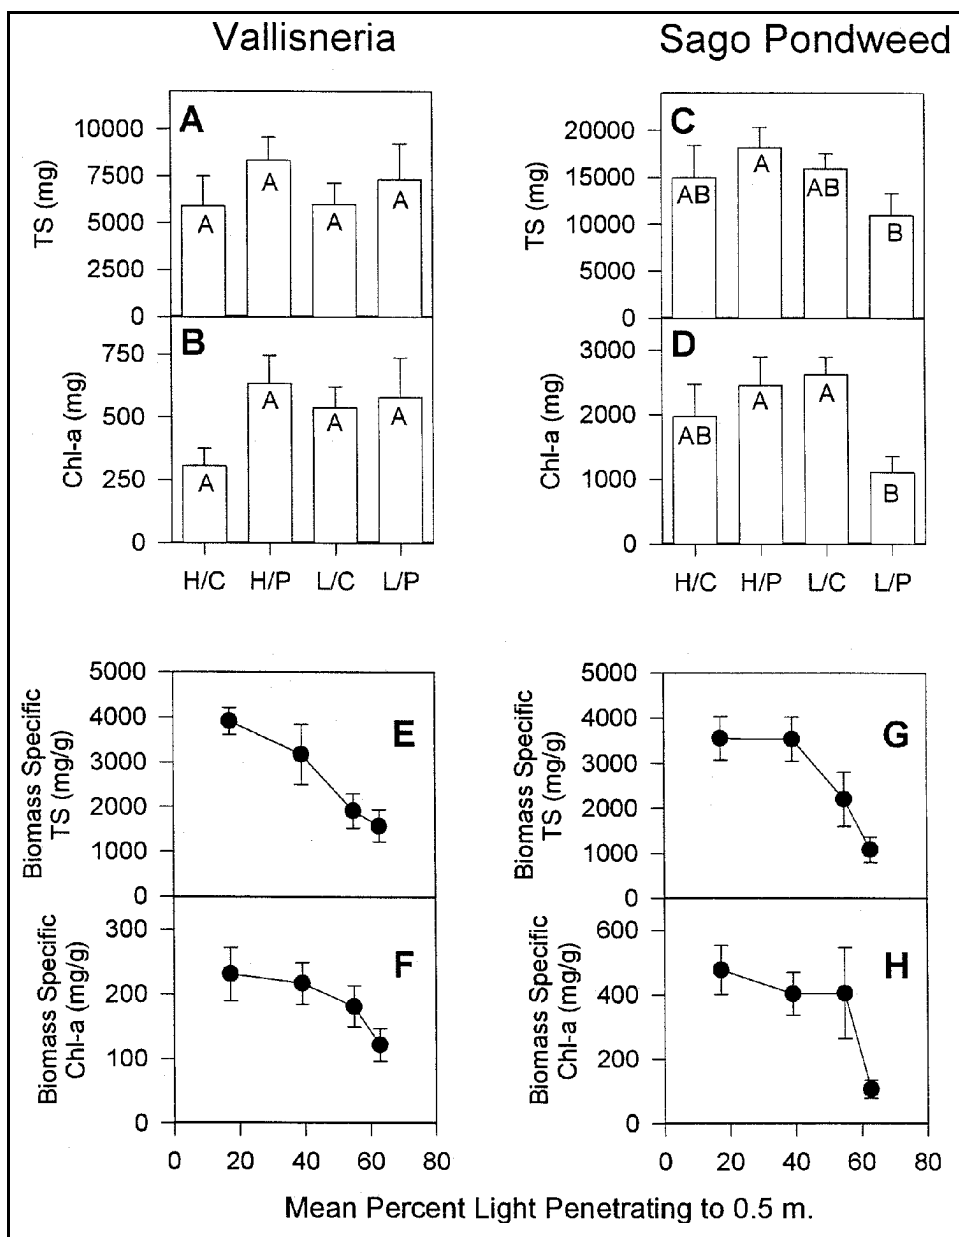 Vallisneria
Sago Pondweed
A
TS (mg)
10000
7500
5000
2500
0
A
A
A
A
B
Chl-a (mg)
750
500
250
0
A
A
A
A
H/C H/P L/C L/P
C
TS (mg)
20000
15000
10000
5000
0
AB
A
AB
B
D
Chl-a (mg)
3000
2000
1000
0
AB
A
A
B
H/C H/P L/C L/P
E
Biomass Specific
TS (mg/g)
5000
4000
3000
2000
1000
0
F
Biomass Specific
Chl-a (mg/g)
300
200
100
0
0 20 40 60 80
G
Biomass Specific
TS (mg/g)
5000
4000
3000
2000
1000
0
H
Biomass Specific
Chl-a (mg/g)
600
400
200
0
0 20 40 60 80
Mean Percent Light Penetrating to 0.5 m.